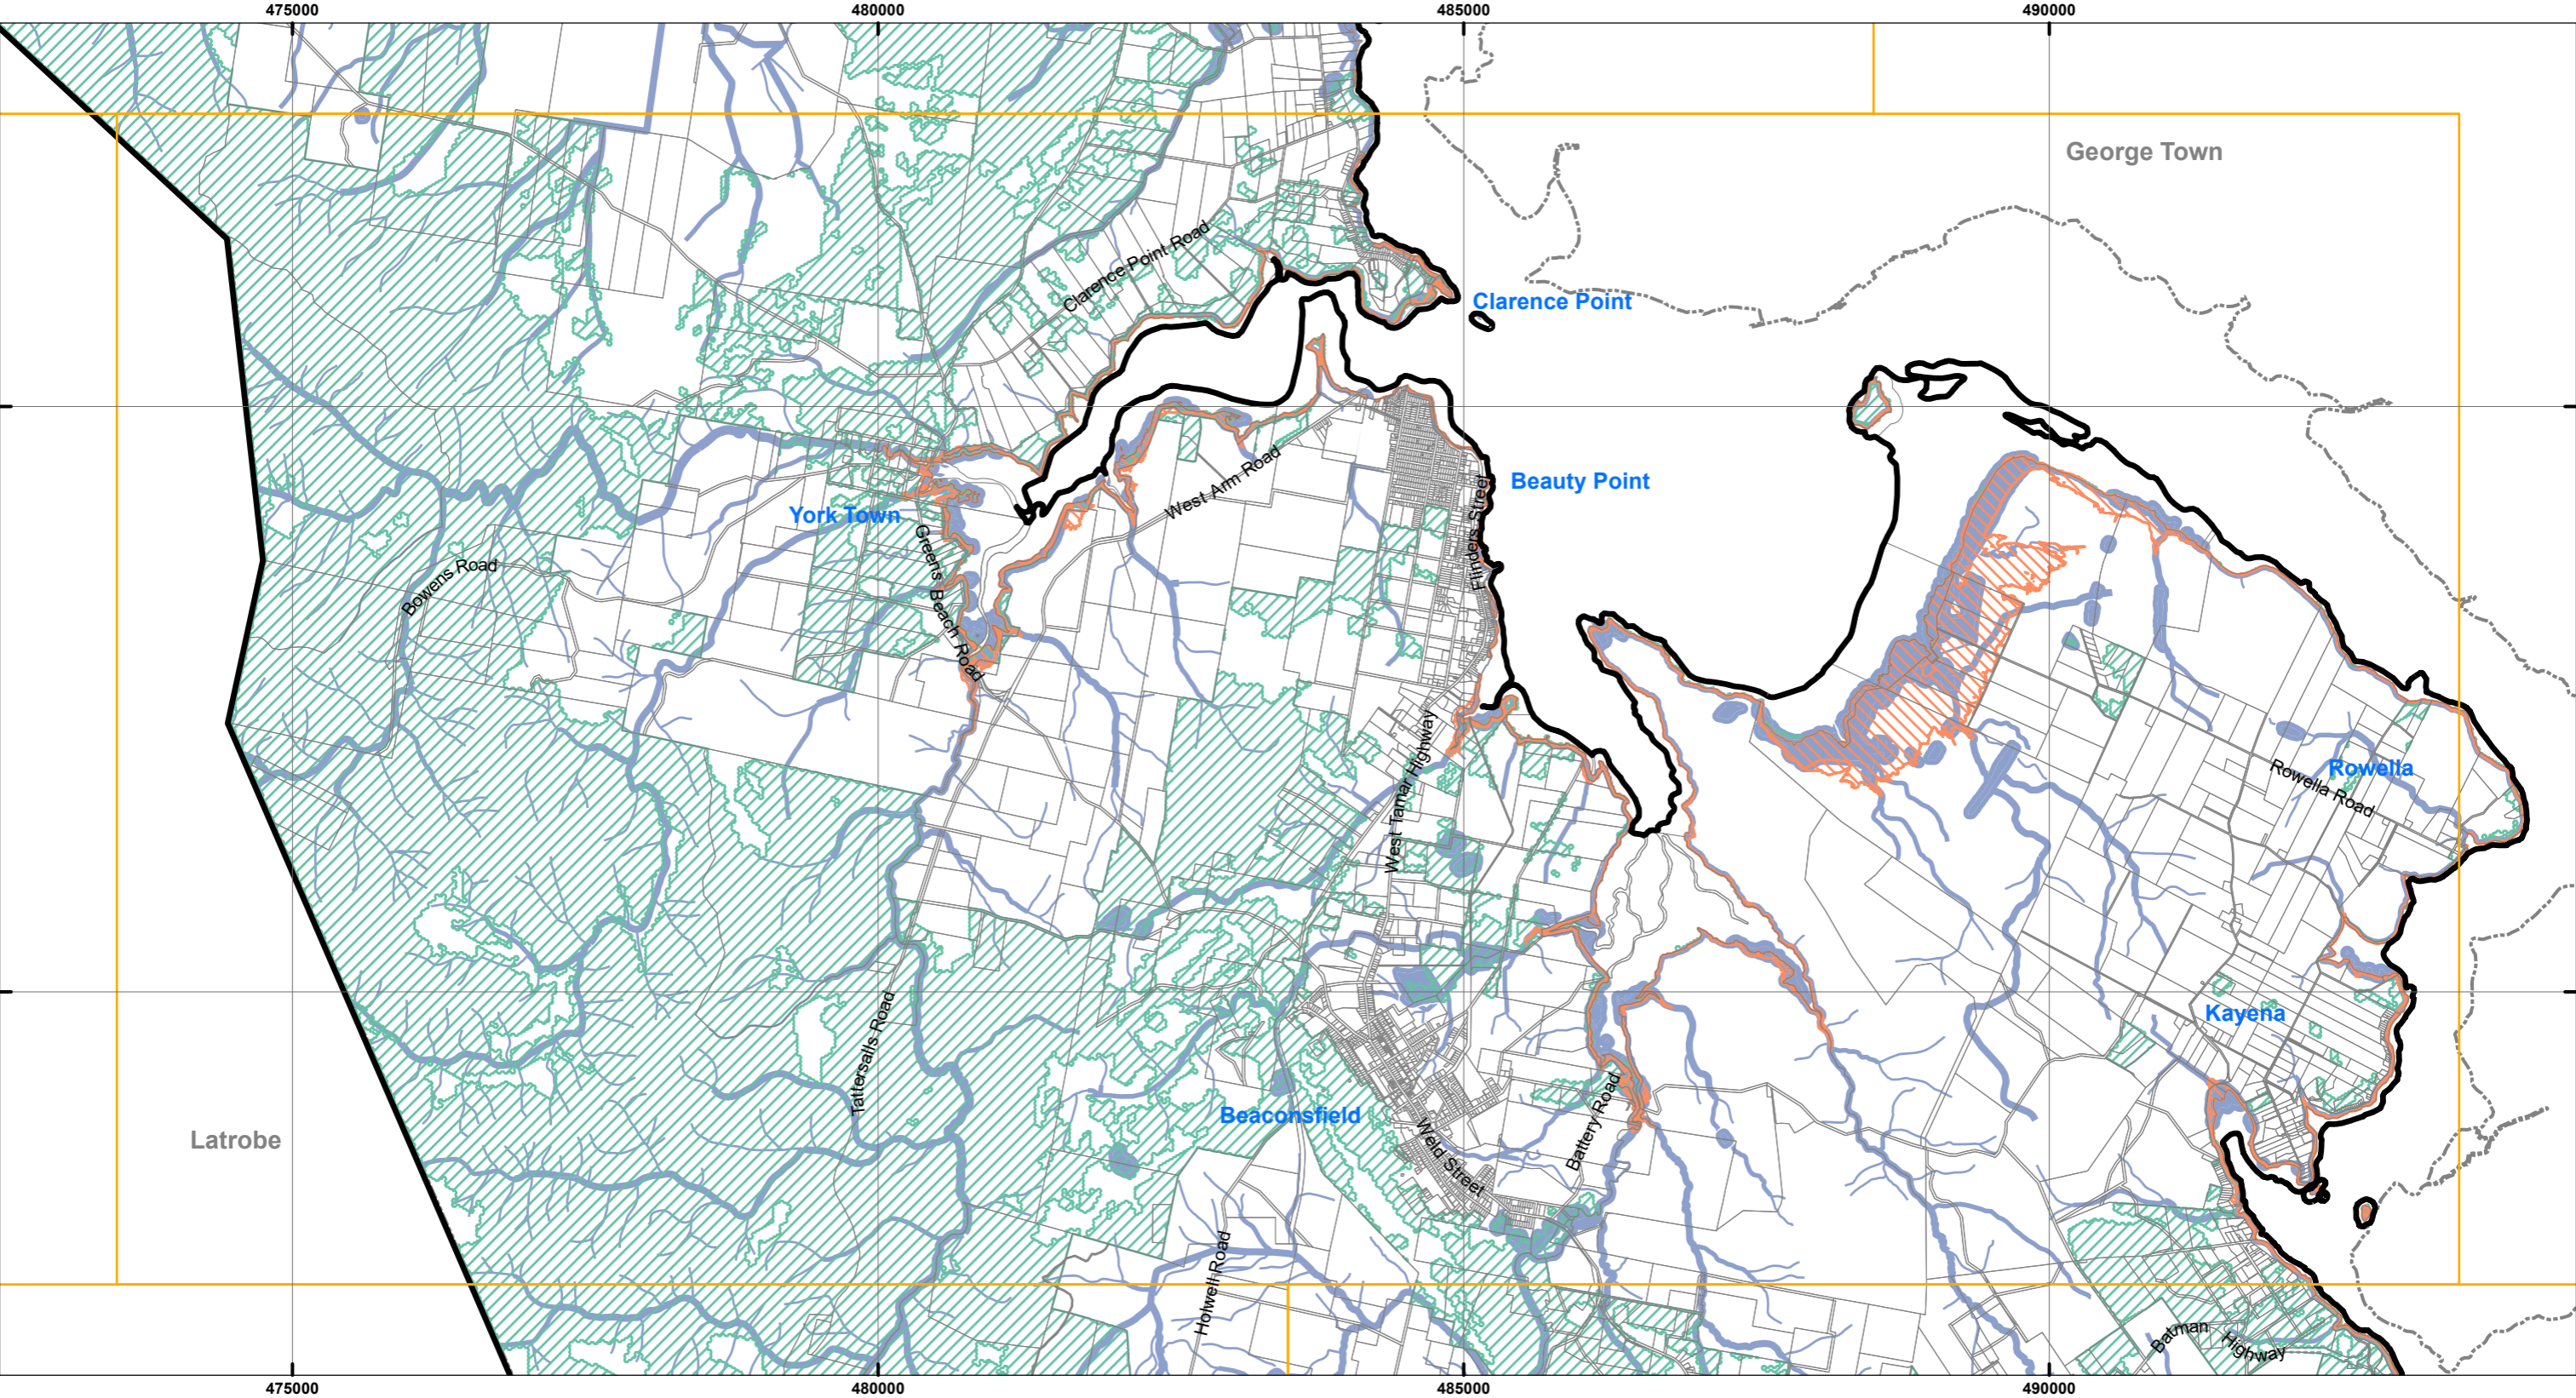 475000
480000
485000
490000
George Town
Clarence Point Road
Clarence Point
Beauty Point
West Arm Road
Flinders Street
York Town
Greens Beach Road
Bowens Road
West Tamar Highway
Rowella
Rowella Road
Kayena
Tattersalls Road
Beaconsfield
Battery Road
Latrobe
Weld Street
Holwell Road
Batman Highway
475000
480000
485000
490000